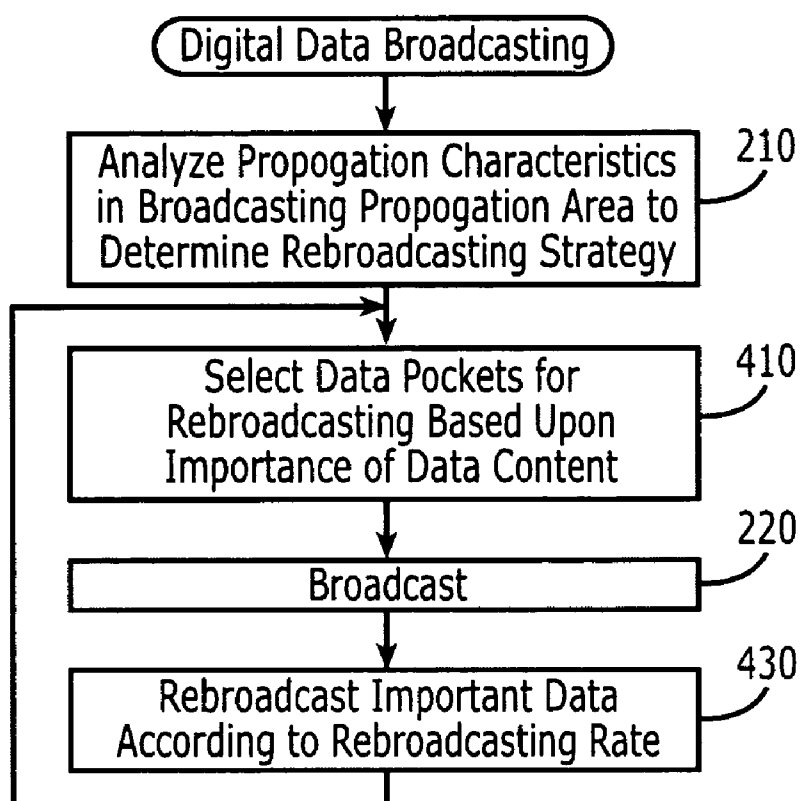 Digital Data Broadcasting
210
Analyze Propogation Characteristics
in Broadcasting Propogation Area to
Determine Rebroadcasting Strategy
410
Select Data Pockets for
Rebroadcasting Based Upon
Importance of Data Content
220
Broadcast
430
Rebroadcast Important Data
According to Rebroadcasting Rate